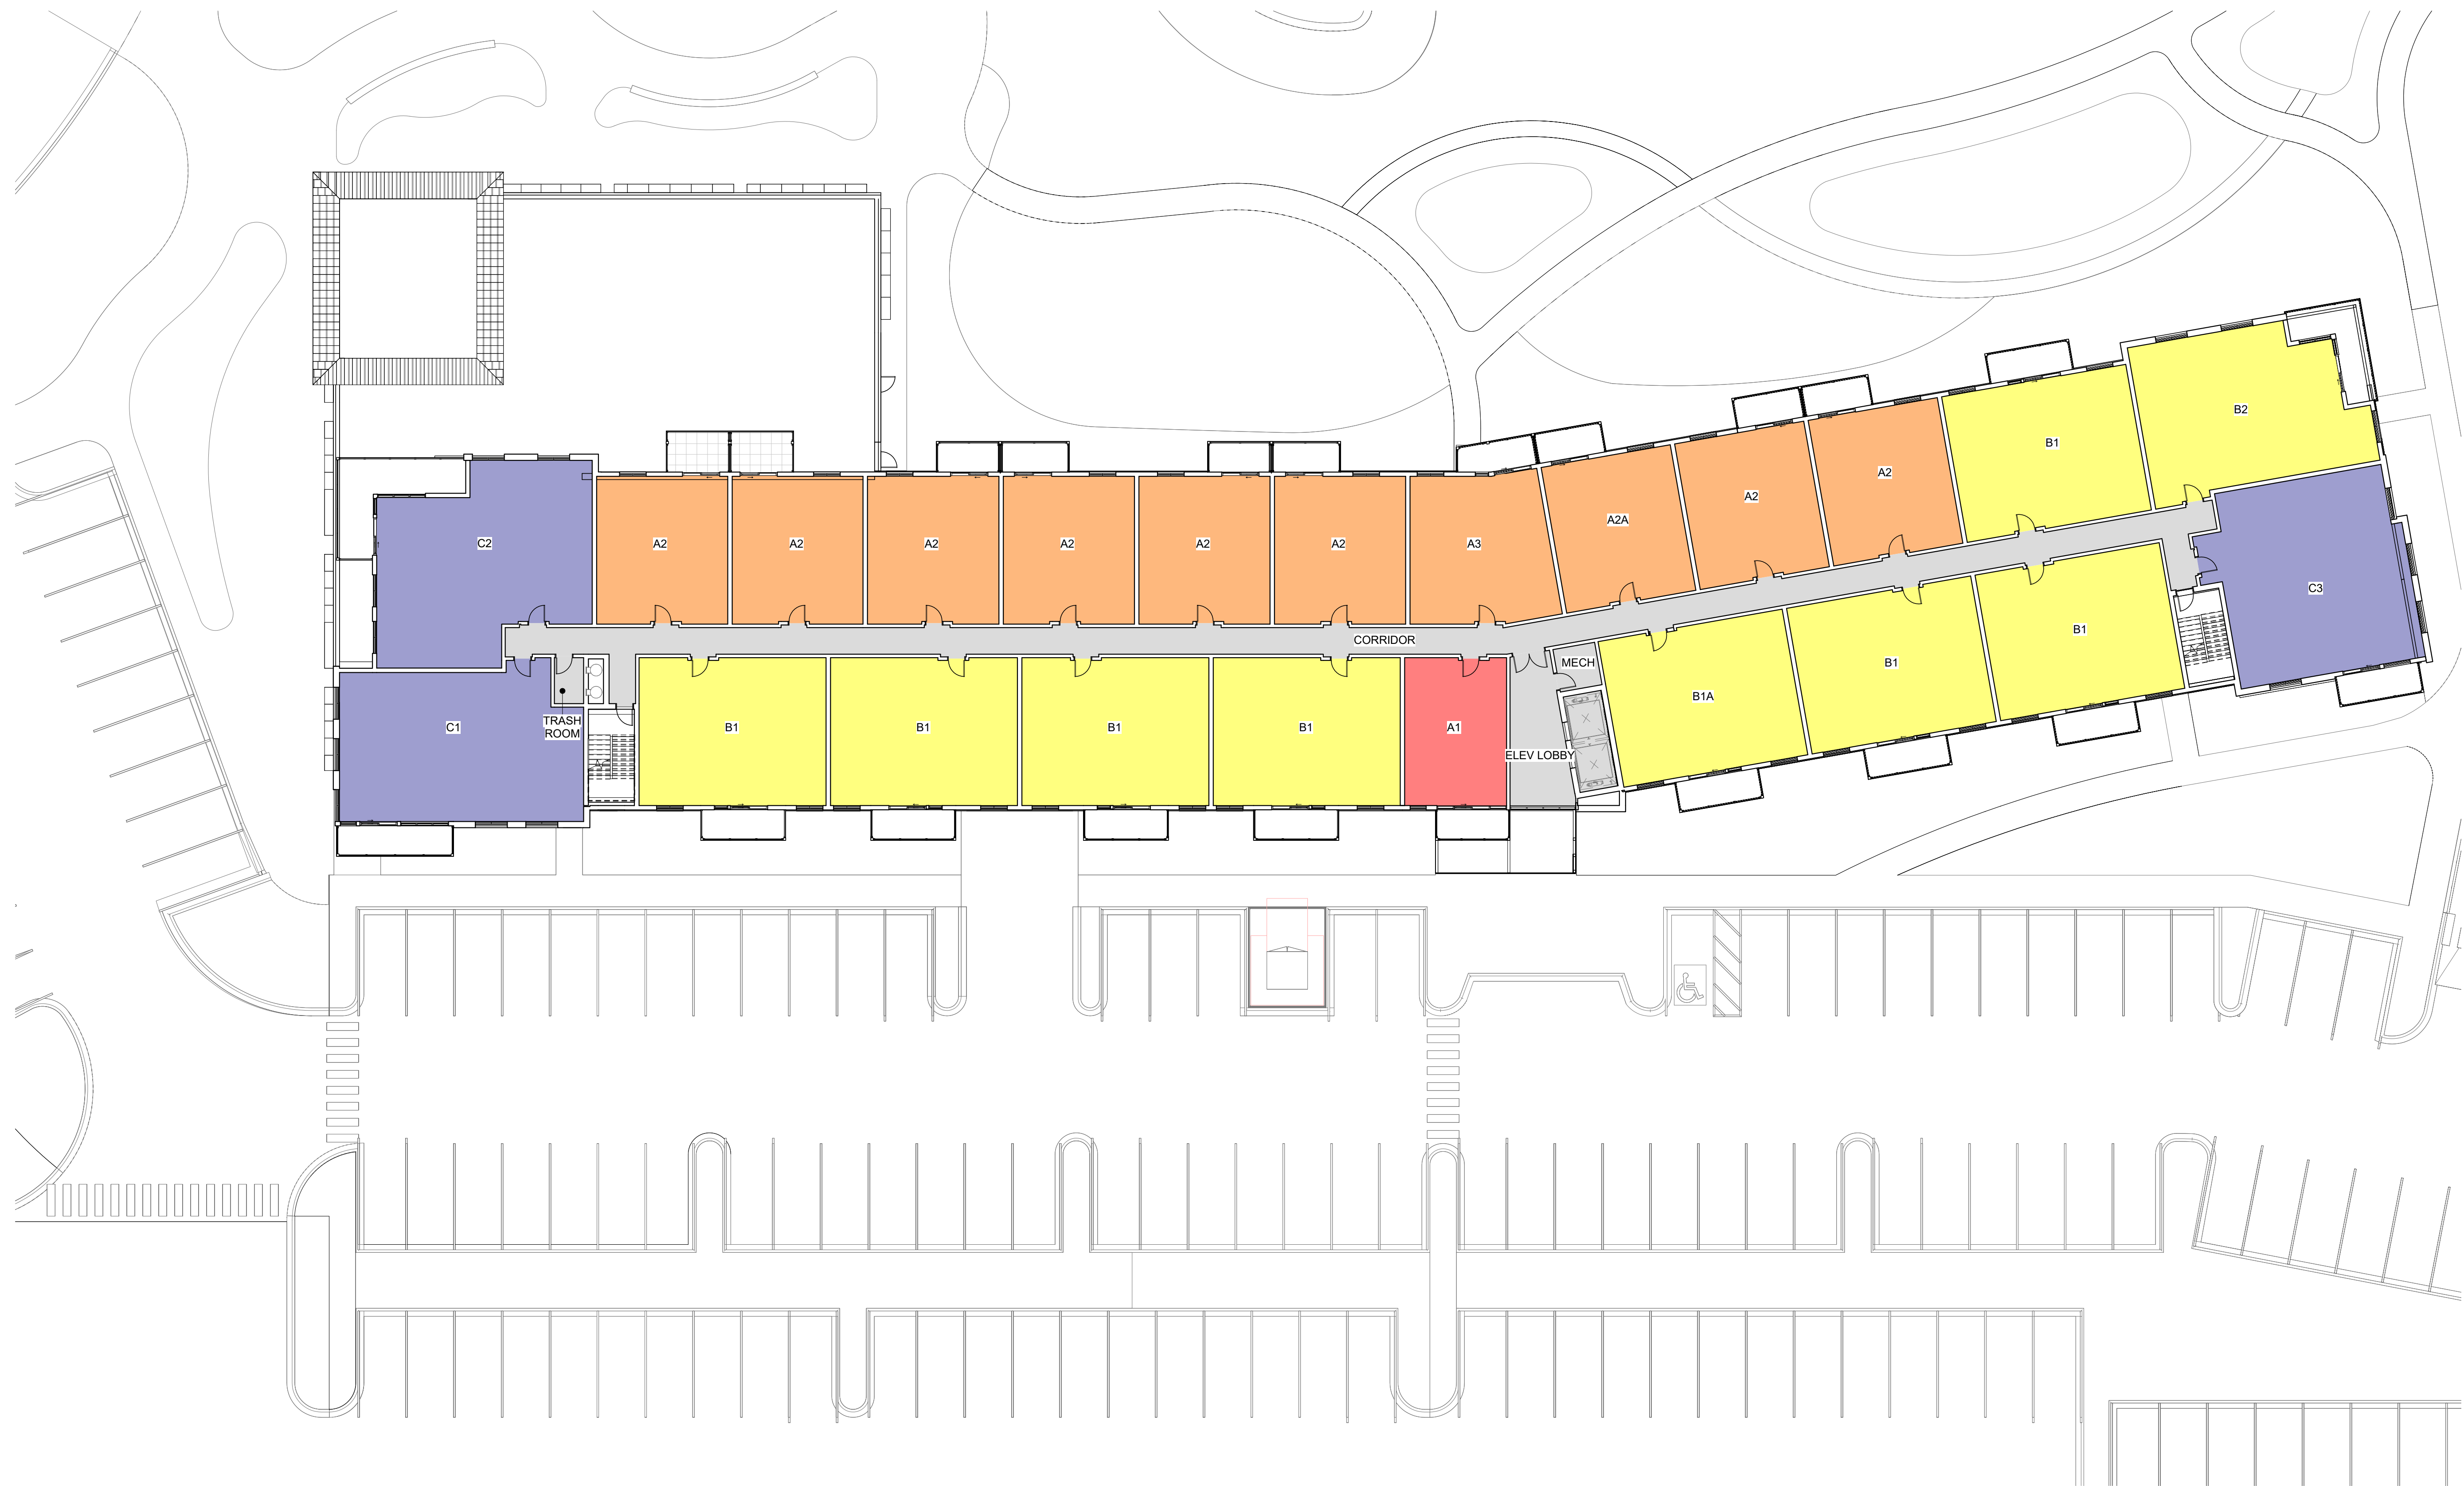 B2
B1
A2
A2
A2A
C2
A2
A2
A2
A2
A2
A2
A3
C3
CORRIDOR
MECH
B1
B1
B1A
C1
TRASH
ROOM
B1
B1
B1
B1
A1
ELEV LOBBY